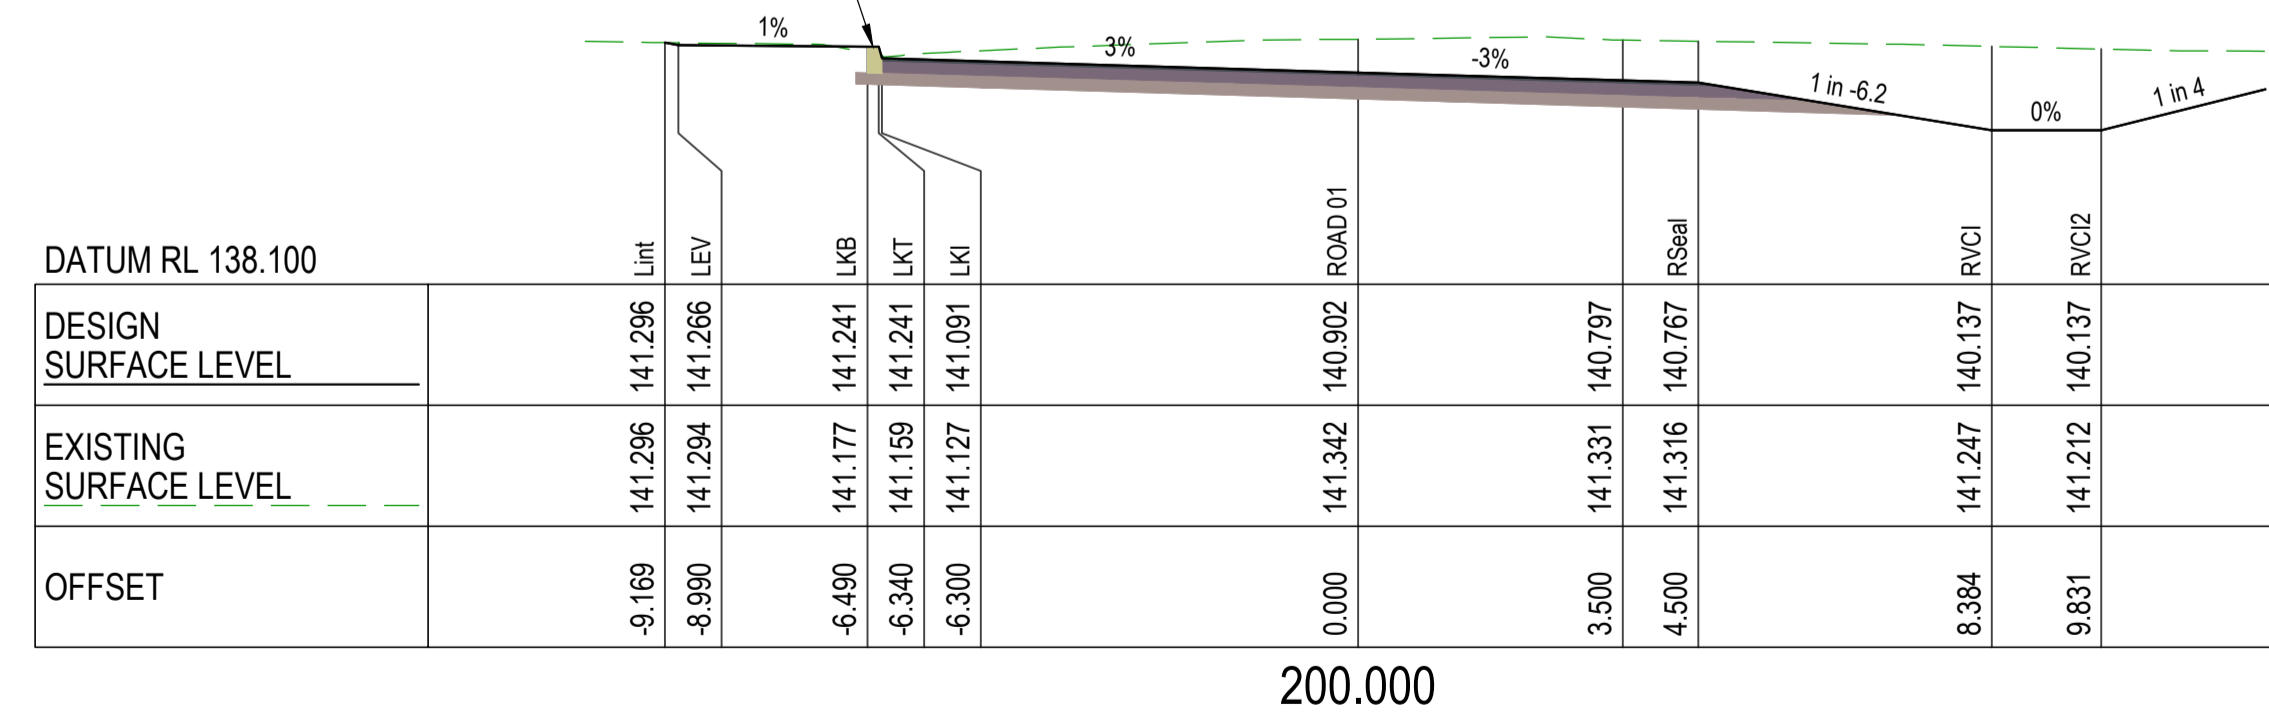 1%
3%
-3%
1 in -6.2
0%
1 in 4
DATUM RL 138.100
Lint
LEV
LKB
LKT
LKI
ROAD 01
RSeal
RVCI
RVCI2
DESIGN
SURFACE LEVEL
141.296
141.266
141.241
141.241
141.091
140.902
140.797
140.767
140.137
140.137
EXISTING
SURFACE LEVEL
141.296
141.294
141.177
141.159
141.127
141.342
141.331
141.316
141.247
141.212
OFFSET
-9.169
-8.990
-6.490
-6.340
-6.300
0.000
3.500
4.500
8.384
9.831
200.000